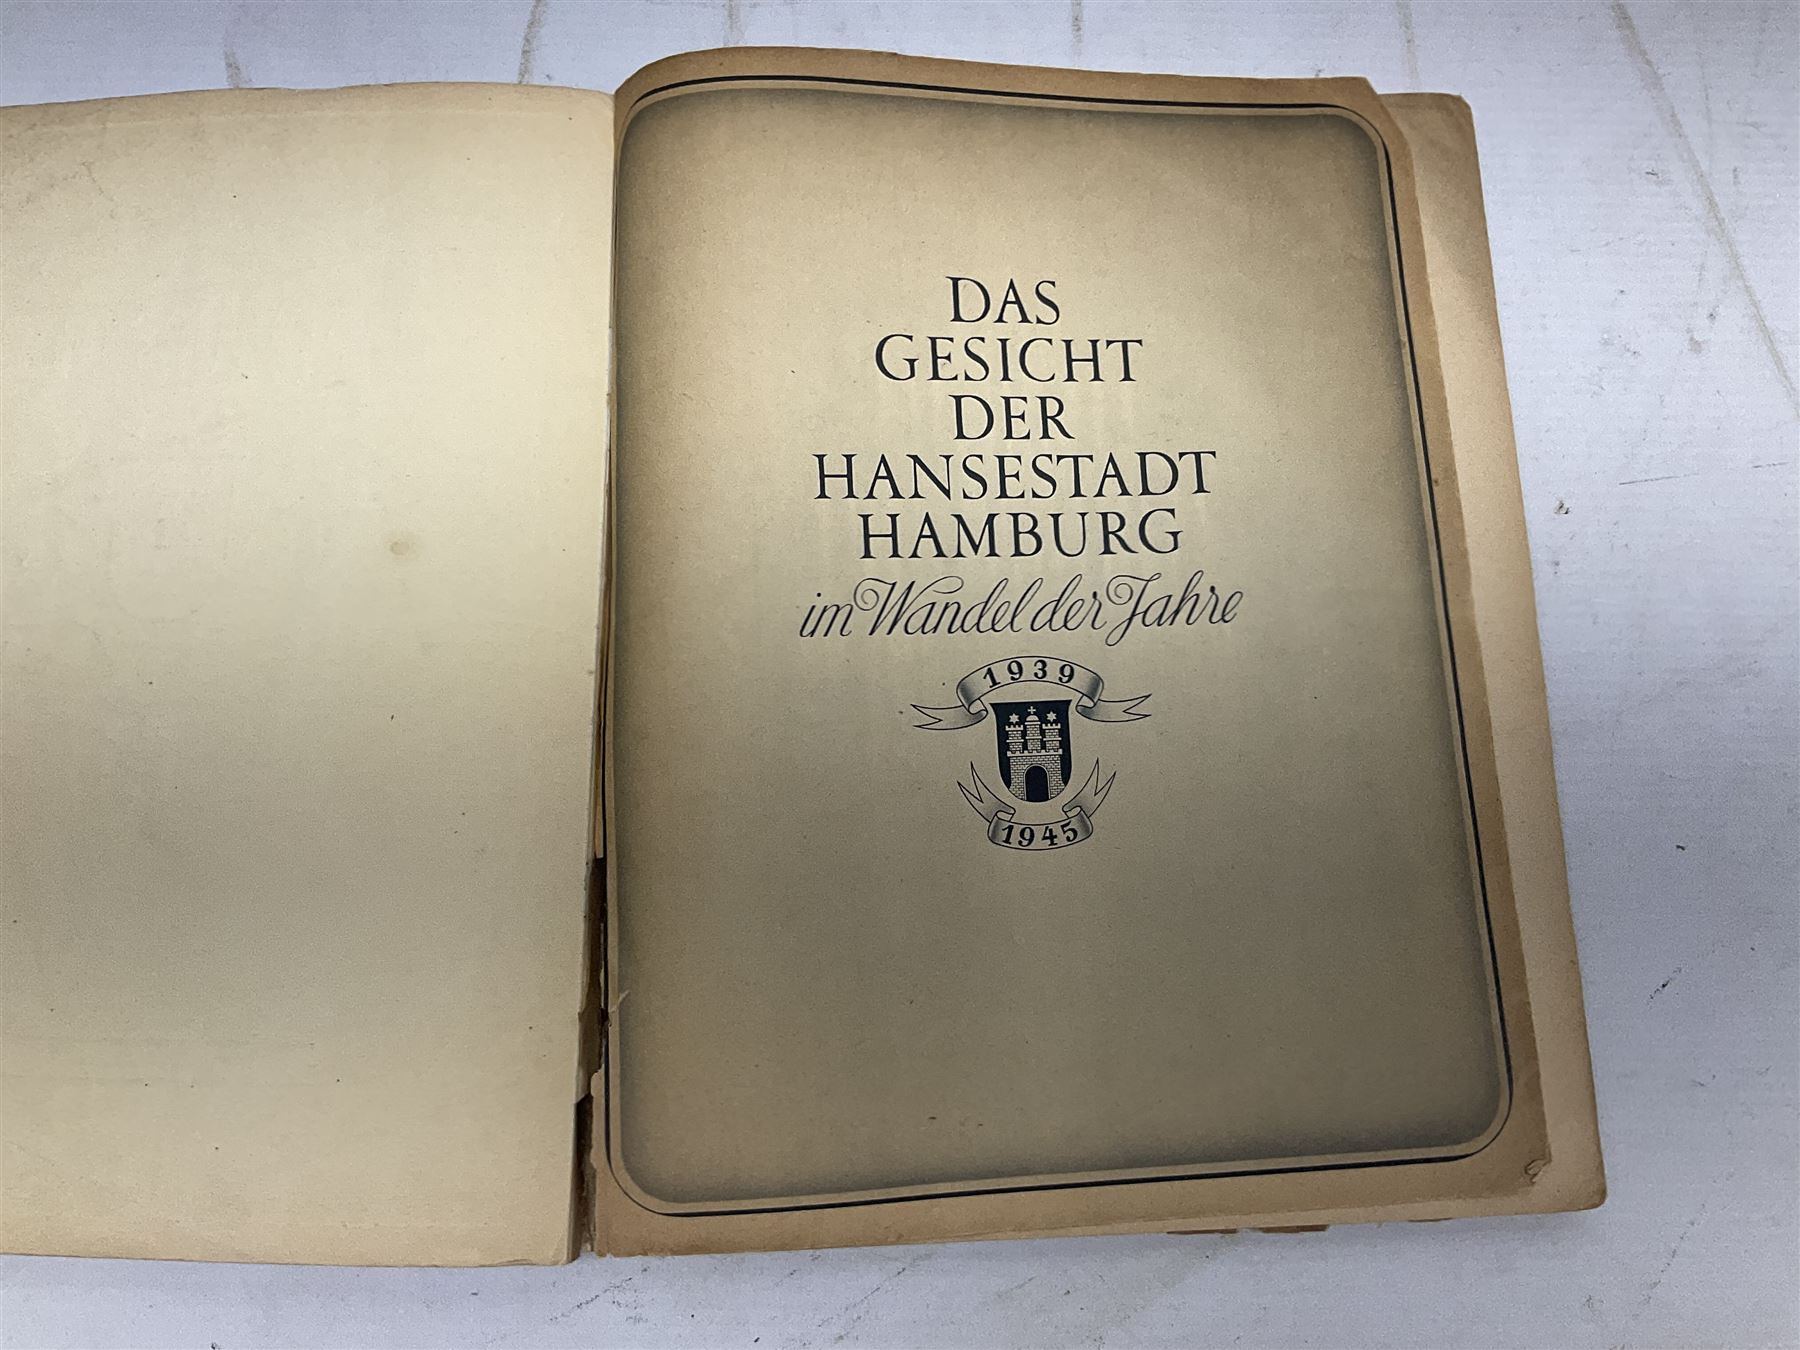 DAS
GESICHT
DER
HANSESTADT
HAMBURG
im Wandel der Jahre
1939
1945